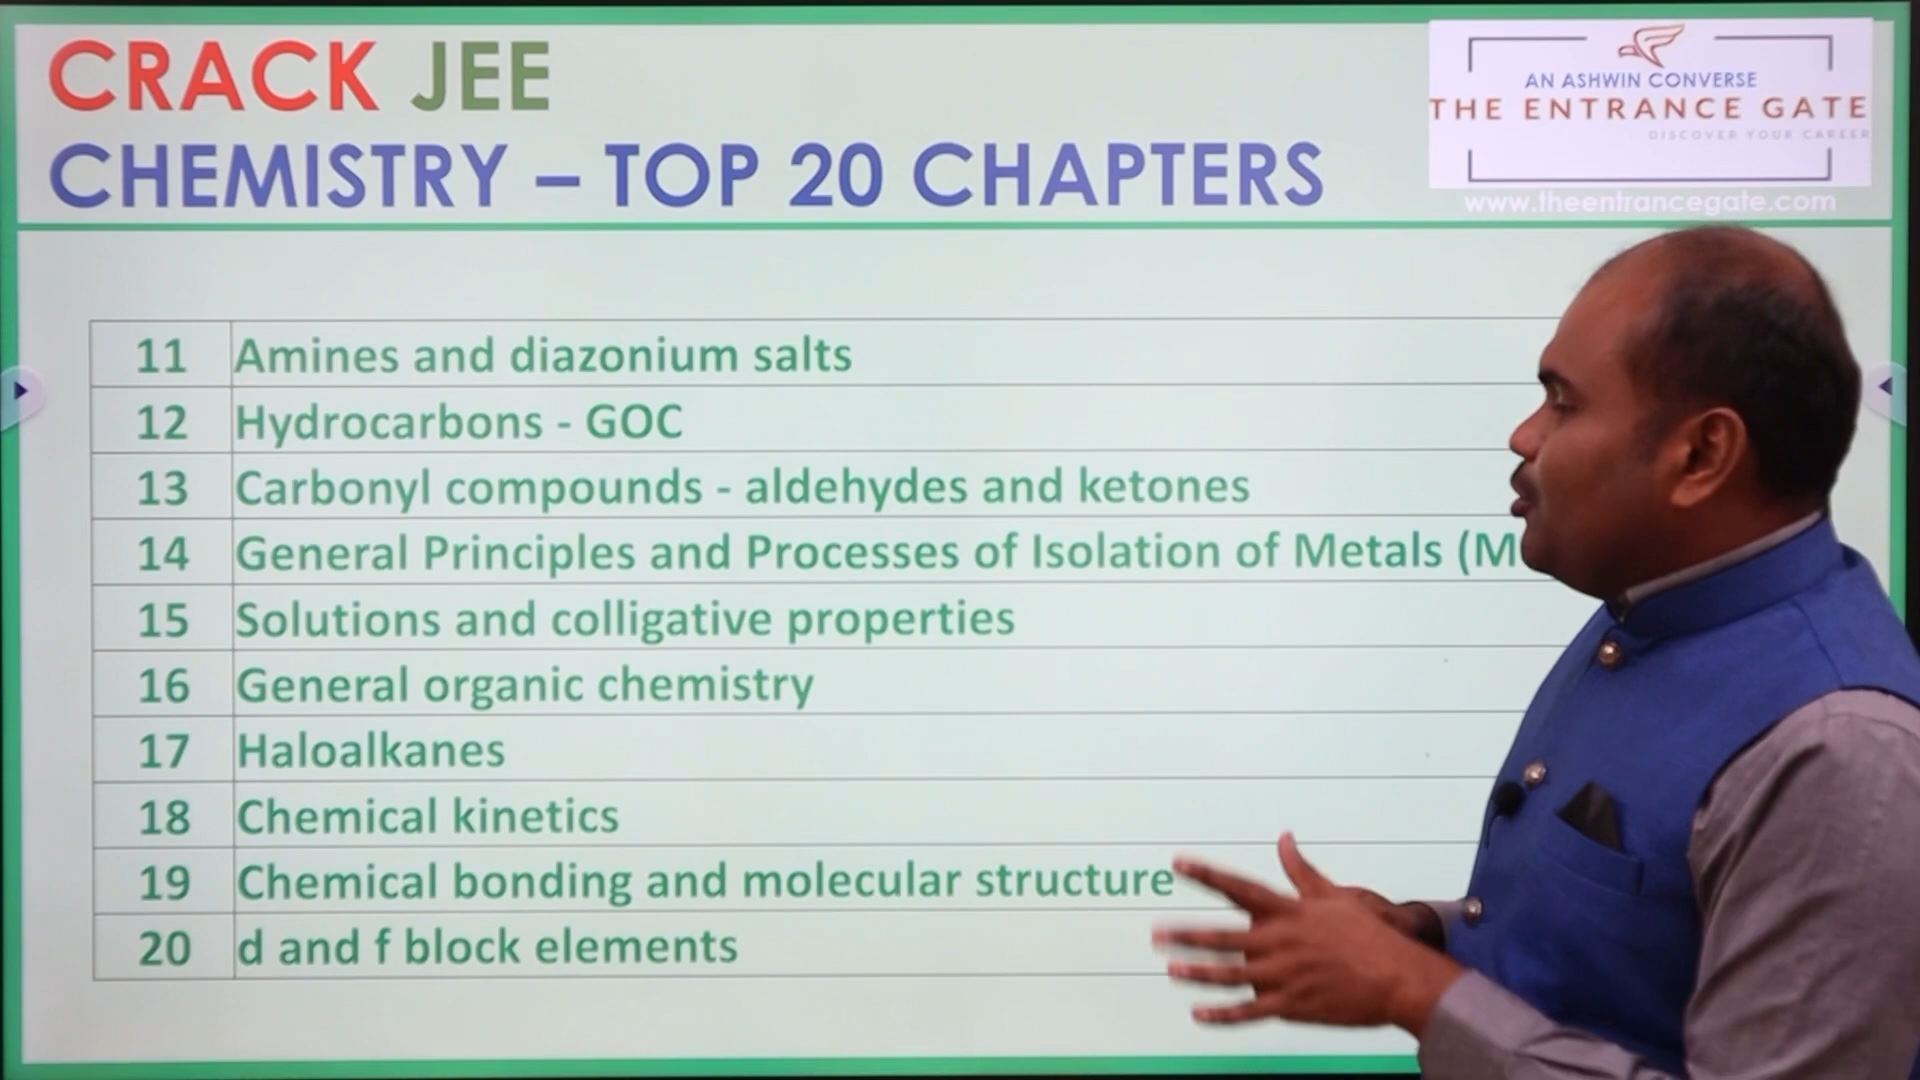 CRACK JEE
CHEMISTRY – TOP 20 CHAPTERS
AN ASHWIN CONVERSE
THE ENTRANCE GATE
DISCOVER YOUR CAREER
www.theentrancegate.com
11 Amines and diazonium salts
12 Hydrocarbons - GOC
13 Carbonyl compounds - aldehydes and ketones
14 General Principles and Processes of Isolation of Metals (M
15 Solutions and colligative properties
16 General organic chemistry
17 Haloalkanes
18 Chemical kinetics
19 Chemical bonding and molecular structure
20 d and f block elements